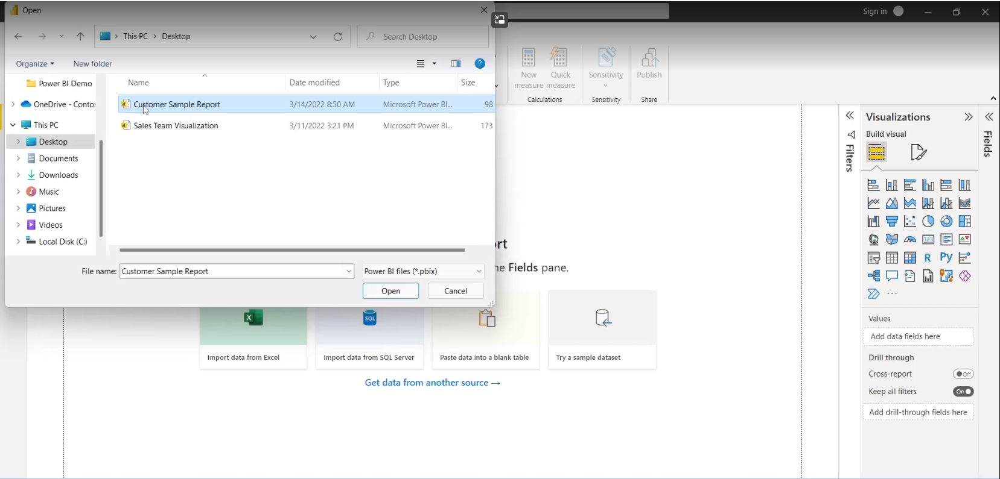 Open
Sign in
This PC > Desktop
Search Desktop
Organize
New folder
New measure
Quick measure
Calculations
Sensitivity
Sensitivity
Publish
Share
Power BI Demo
OneDrive - Contos
This PC
Desktop
Documents
Downloads
Music
Pictures
Videos
Local Disk (C:)
Name Date modified Type Size
Customer Sample Report 3/14/2022 8:50 AM Microsoft Power BI... 98
Sales Team Visualization 3/11/2022 3:21 PM Microsoft Power BI... 173
File name: Customer Sample Report
Power BI files (*.pbix)
Open
Cancel
Fields pane.
X
SQL
Import data from Excel
Import data from SQL Server
Paste data into a blank table
Try a sample dataset
Get data from another source →
Filters
Visualizations
Build visual
123
R
Py
Values
Add data fields here
Drill through
Cross-report
Off
Keep all filters
On
Add drill-through fields here
Fields